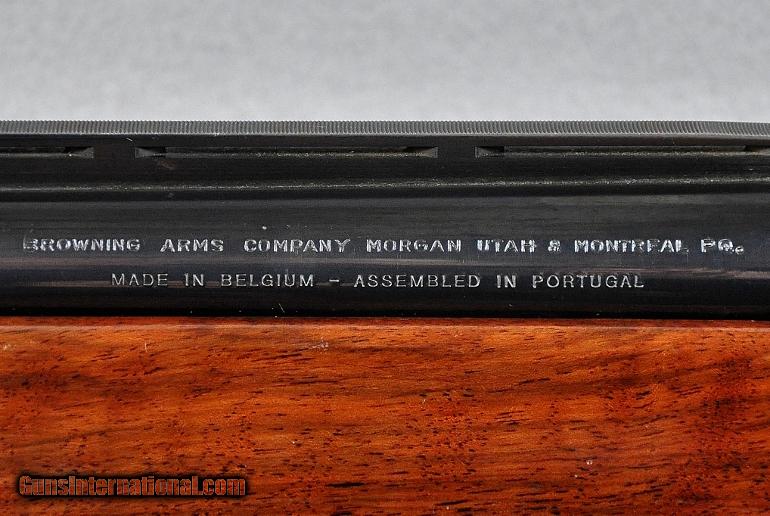 BROWNING ARMS COMPANY MORGAN UTAH & MONTREAL PQ.
MADE IN BELGIUM - ASSEMBLED IN PORTUGAL
GunsInternational.com